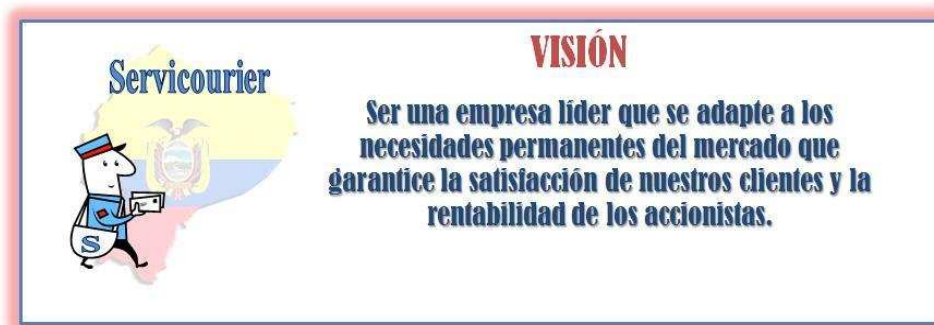 Servicourier
S
VISIÓN
Ser una empresa líder que se adapte a los
necesidades permanentes del mercado que
garantice la satisfacción de nuestros clientes y la
rentabilidad de los accionistas.